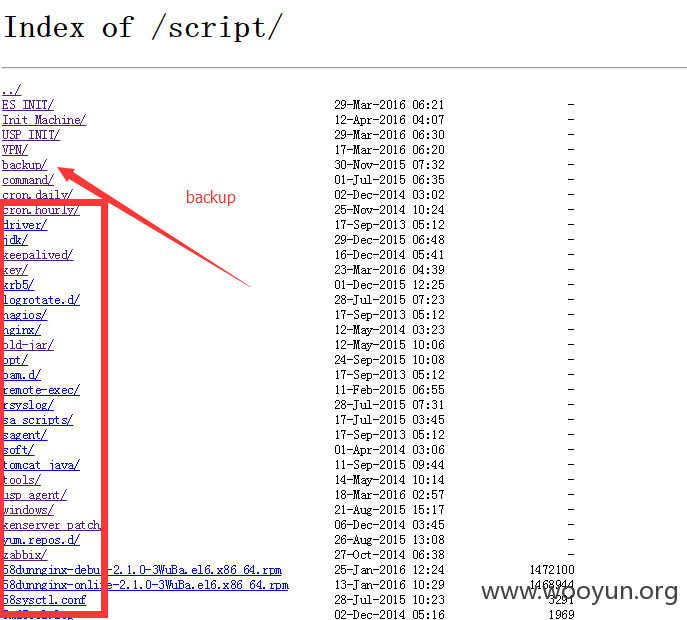 Index of /script/
../
ES_INIT/ 29-Mar-2016 06:21 -
Init_Machine/ 12-Apr-2016 04:07 -
USP_INIT/ 29-Mar-2016 06:30 -
VPN/ 17-Mar-2016 06:20 -
backup/ 30-Nov-2015 07:32 -
command/ 01-Jul-2015 06:35 -
backup
cron.daily/ 02-Dec-2014 03:02 -
cron.hourly/ 25-Nov-2014 10:24 -
driver/ 17-Sep-2013 05:12 -
jdk/ 29-Dec-2015 06:48 -
keepalived/ 16-Dec-2014 05:41 -
key/ 23-Mar-2016 04:39 -
krb5/ 01-Dec-2015 12:25 -
logrotate.d/ 28-Jul-2015 07:23 -
nagios/ 17-Sep-2013 05:12 -
nginx/ 12-May-2014 03:23 -
old-jar/ 12-May-2015 10:06 -
opt/ 24-Sep-2015 10:08 -
pam.d/ 17-Sep-2013 05:12 -
remote-exec/ 11-Feb-2015 06:55 -
rsyslog/ 28-Jul-2015 07:31 -
sa_scripts/ 17-Jul-2015 03:45 -
sagent/ 17-Sep-2013 05:12 -
soft/ 01-Apr-2014 03:06 -
tomcat_java/ 11-Sep-2015 09:44 -
tools/ 14-May-2014 10:14 -
usp_agent/ 18-Mar-2016 02:57 -
windows/ 21-Aug-2015 15:17 -
xenserver_patch/ 06-Dec-2014 03:45 -
yum.repos.d/ 26-Aug-2015 13:08 -
zabbix/ 27-Oct-2014 06:38 -
58dunnginx-debug-2.1.0-3WuBa.el6.x86_64.rpm 25-Jan-2016 12:24 1472100
58dunnginx-online-2.1.0-3WuBa.el6.x86_64.rpm 13-Jan-2016 10:29 1468944
58sysctl.conf 28-Jul-2015 10:23 3291
www.wooyun.org
02-Dec-2014 05:16 1969